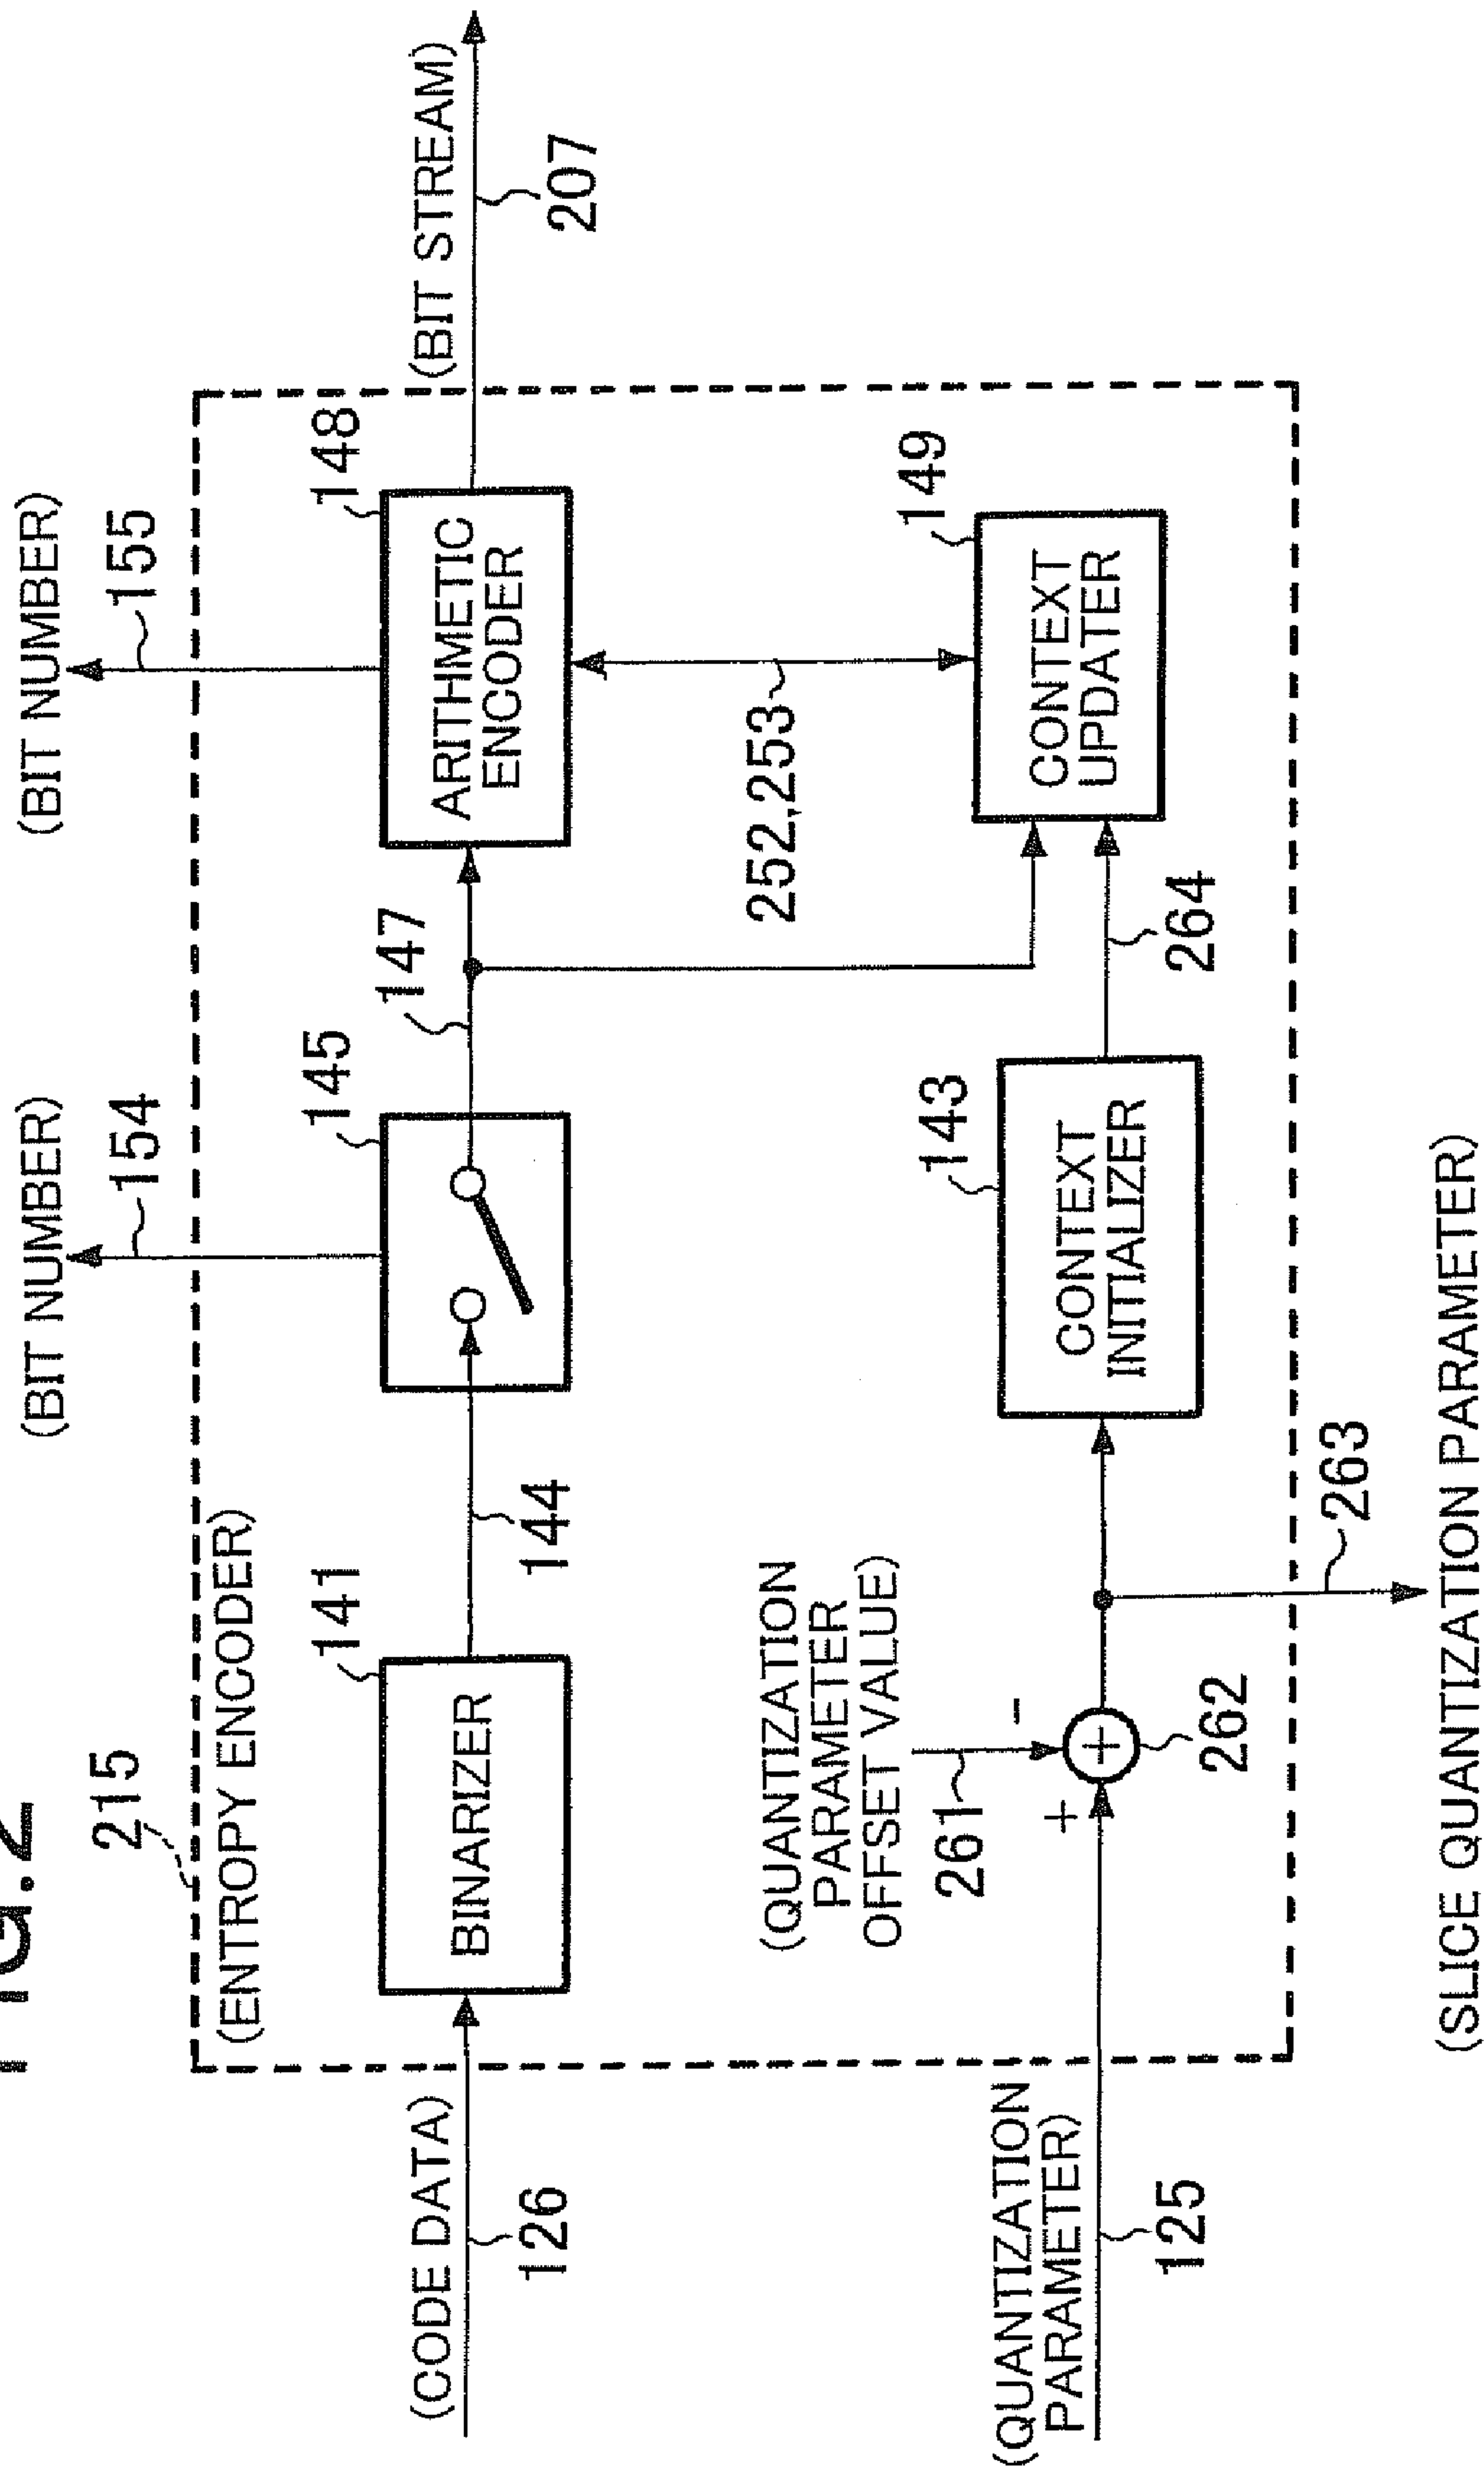 FIG.2
215
(ENTROPY ENCODER)
(BIT NUMBER)
154
(BIT NUMBER)
155
(CODE DATA)
126
141
BINARIZER
144
145
147
148
ARITHMETIC
ENCODER
(BIT STREAM)
207
252,253
149
CONTEXT
UPDATER
(QUANTIZATION
PARAMETER
OFFSET VALUE)
261
-
+
+
262
(QUANTIZATION
PARAMETER)
125
143
CONTEXT
INITIALIZER
264
263
(SLICE QUANTIZATION PARAMETER)